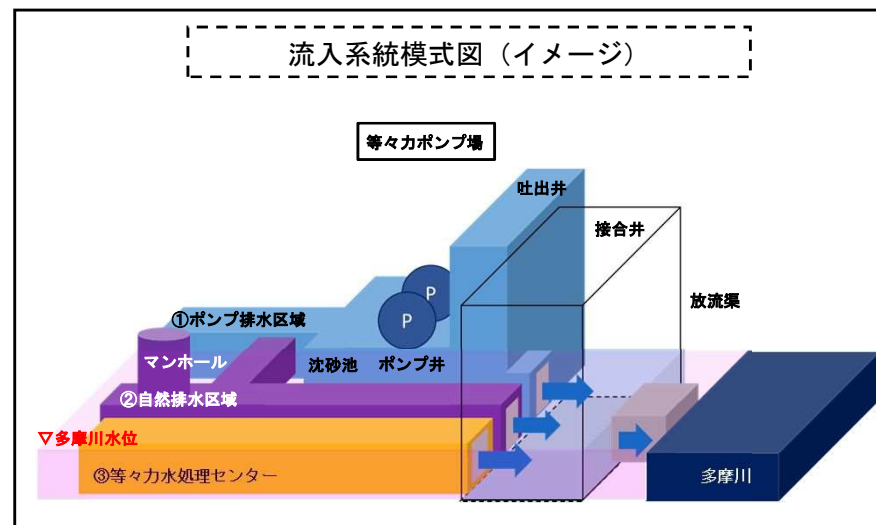 流入系統模式図（イメージ）
等々力ポンプ場
吐出井
接合井
放流渠
P
P
①ポンプ排水区域
マンホール
沈砂池
ポンプ井
②自然排水区域
▽多摩川水位
③等々力水処理センター
多摩川